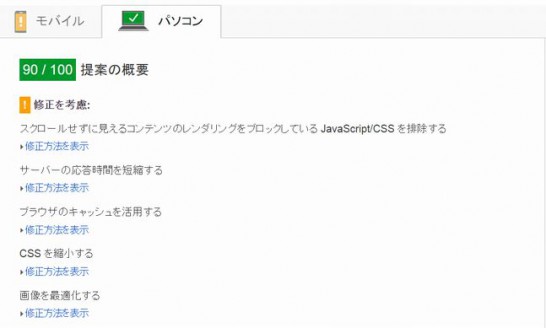 モバイル
パソコン
90 / 100 提案の概要
! 修正を考慮:
スクロールせずに見えるコンテンツのレンダリングをブロックしている JavaScript/CSS を排除する
▸修正方法を表示
サーバーの応答時間を短縮する
▸修正方法を表示
ブラウザのキャッシュを活用する
▸修正方法を表示
CSS を縮小する
▸修正方法を表示
画像を最適化する
▸修正方法を表示